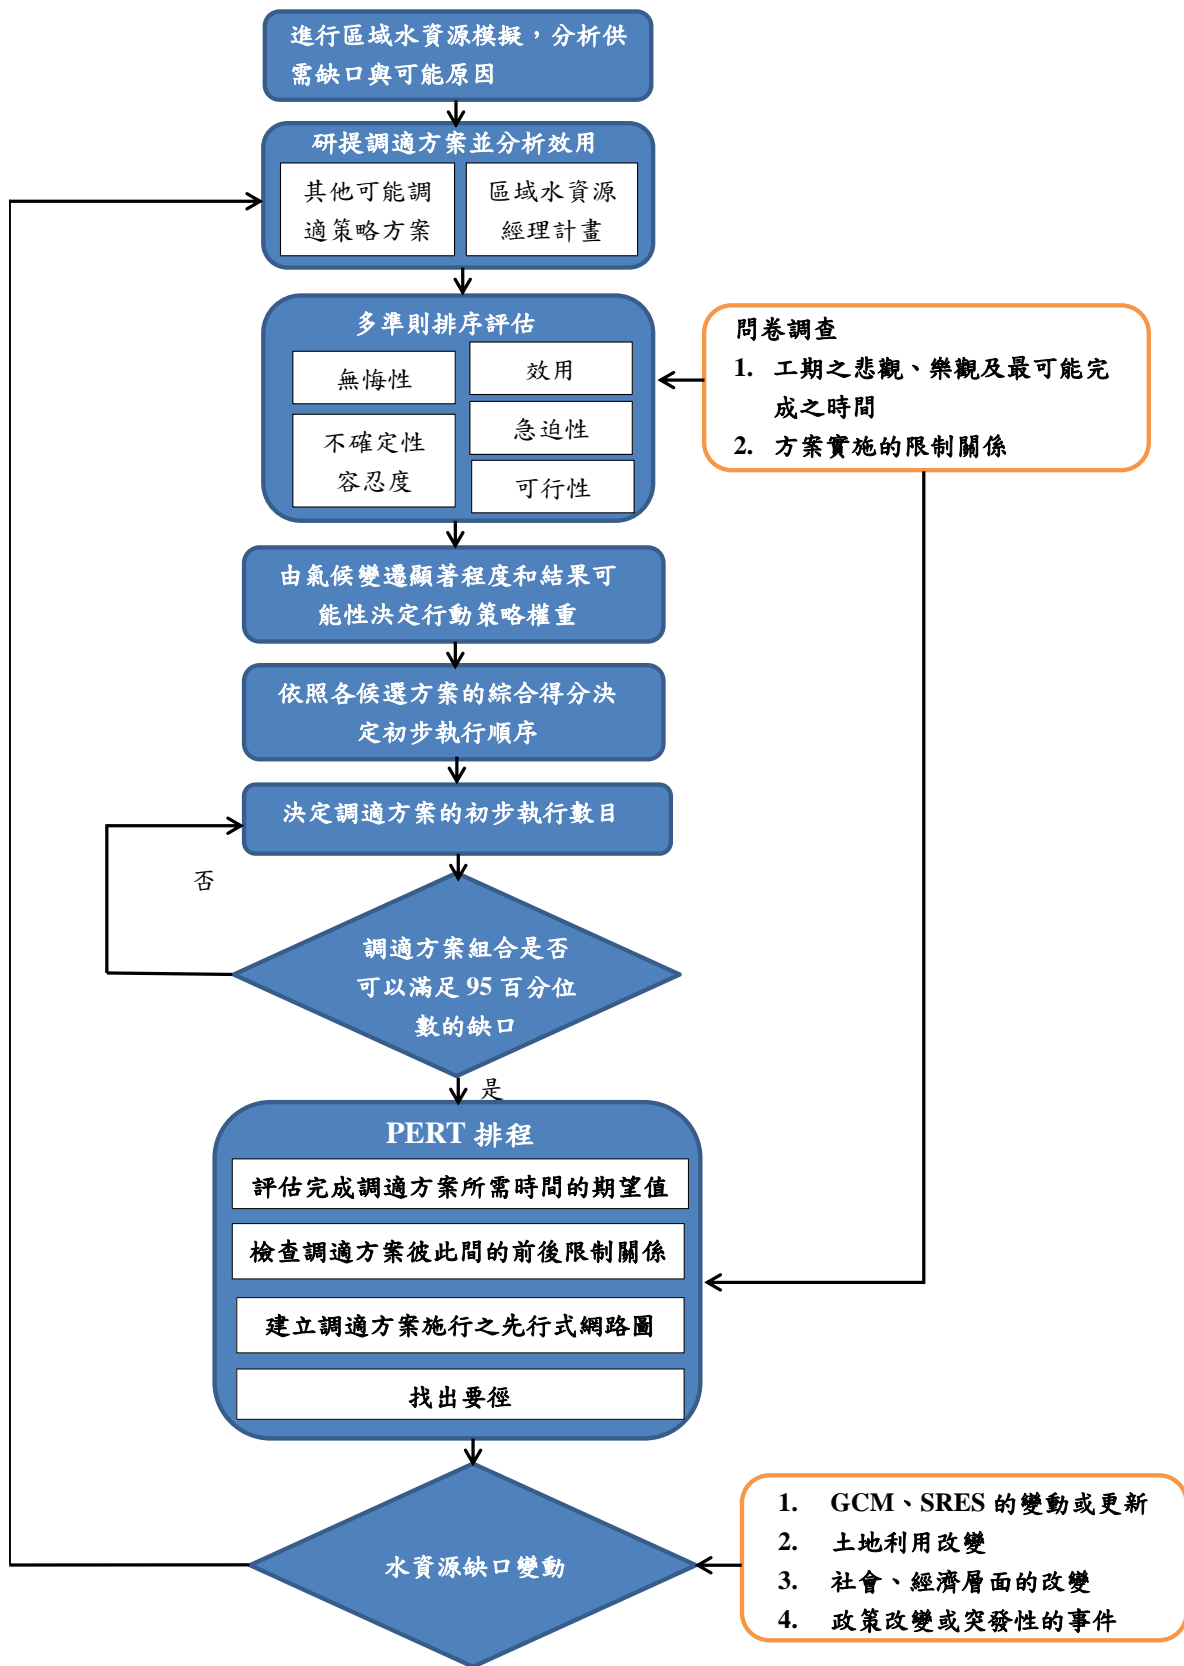 進行區域水資源模擬，分析供
需缺口與可能原因
研提調適方案並分析效用
其他可能調
適策略方案
區域水資源
經理計畫
多準則排序評估
無悔性
不確定性
容忍度
效用
急迫性
可行性
問卷調查
1. 工期之悲觀、樂觀及最可能完
成之時間
2. 方案實施的限制關係
由氣候變遷顯著程度和結果可
能性決定行動策略權重
依照各候選方案的綜合得分決
定初步執行順序
決定調適方案的初步執行數目
否
調適方案組合是否
可以滿足 95 百分位
數的缺口
是
PERT 排程
評估完成調適方案所需時間的期望值
檢查調適方案彼此間的前後限制關係
建立調適方案施行之先行式網路圖
找出要徑
水資源缺口變動
1. GCM、SRES 的變動或更新
2. 土地利用改變
3. 社會、經濟層面的改變
4. 政策改變或突發性的事件